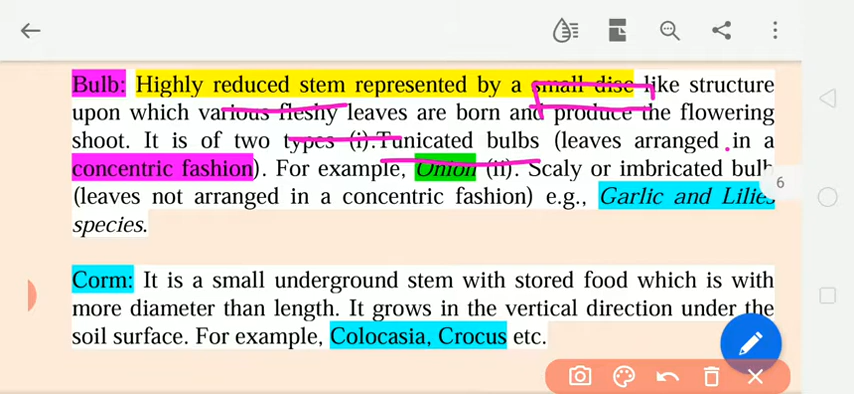 Bulb: Highly reduced stem represented by a small disc like structure
upon which various fleshy leaves are born and produce the flowering
shoot. It is of two types (i).Tunicated bulbs (leaves arranged in a
concentric fashion). For example, Onion (ii). Scaly or imbricated bulb
(leaves not arranged in a concentric fashion) e.g., Garlic and Lilies
species.
6
Corm: It is a small underground stem with stored food which is with
more diameter than length. It grows in the vertical direction under the
soil surface. For example, Colocasia, Crocus etc.